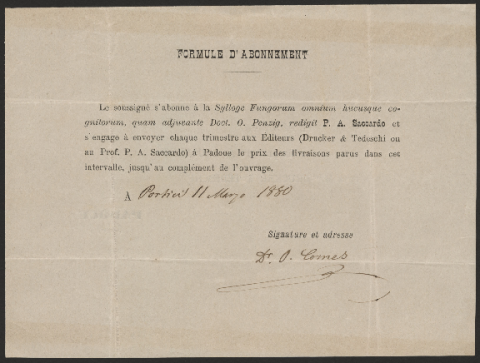 FORMULE D'ABONNEMENT
Le soussigné s'abonne à la Sylloge Fungorum omnium hucusque co-
gnitorum, quam adjuvante Doct. O. Penzig, redigit P. A. Saccardo et
s'engage à envoyer chaque trimestre aux Éditeurs (Drucker & Tedeschi ou
au Prof. P. A. Saccardo) à Padoue le prix des livraisons parus dans cet
intervalle, jusqu'au complément de l'ouvrage.
A Portici 11 Marzo 1880
Signature et adresse
Dr. O. Comes